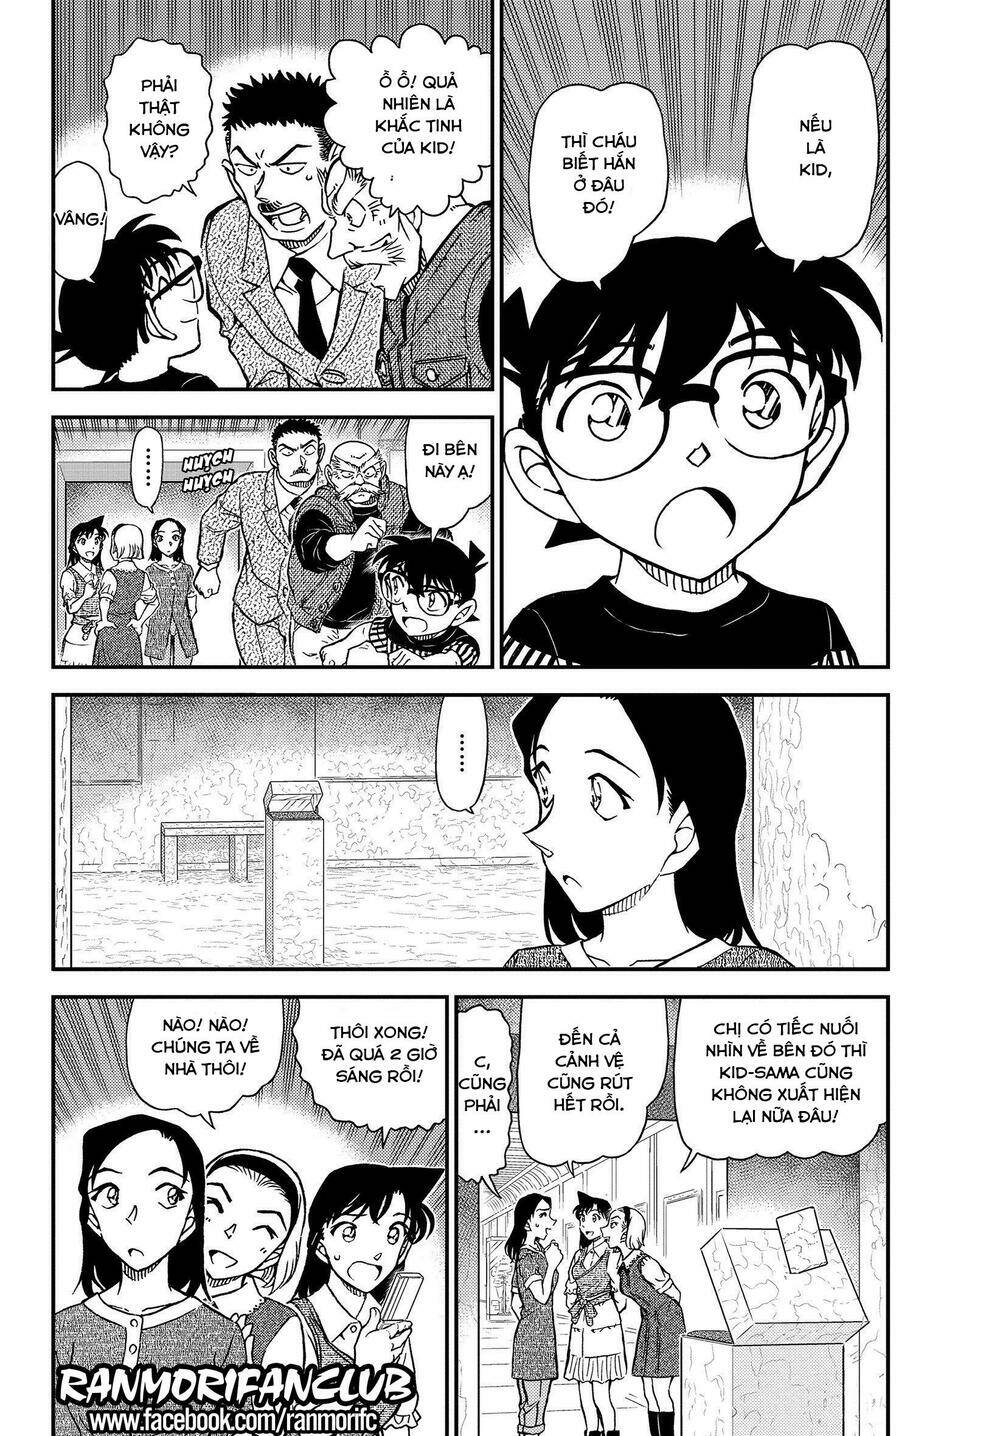 NẾU
LÀ
KID,
THÌ CHÁU
BIẾT HẮN
Ở ĐÂU
ĐÓ!
Ồ Ồ! QUẢ
NHIÊN LÀ
KHẮC TINH
CỦA KID!
PHẢI
THẬT
KHÔNG
VẬY?
VÂNG!
ĐI BÊN
NÀY Ạ!
HUỴCH
HUỴCH
......
......
CHỊ CÓ TIẾC NUỐI
NHÌN VỀ BÊN ĐÓ THÌ
KID-SAMA CŨNG
KHÔNG XUẤT HIỆN
LẠI NỮA ĐÂU!
ĐẾN CẢ
CẢNH VỆ
CŨNG RÚT
HẾT RỒI.
C,
CŨNG
PHẢI
...
THÔI XONG!
ĐÃ QUÁ 2 GIỜ
SÁNG RỒI!
NÀO! NÀO!
CHÚNG TA VỀ
NHÀ THÔI!
RANMORIFANCLUB
www.facebook.com/ranmorifc